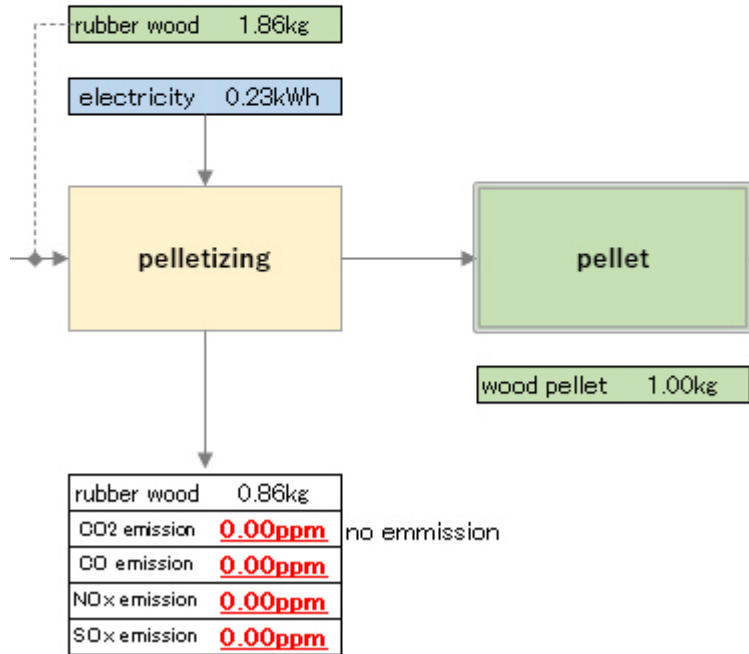 rubber wood 1.86kg
electricity 0.23kWh
pelletizing
pellet
wood pellet 1.00kg
rubber wood 0.86kg
CO2 emission 0.00ppm no emmission
CO emission 0.00ppm
NOx emission 0.00ppm
SOx emission 0.00ppm